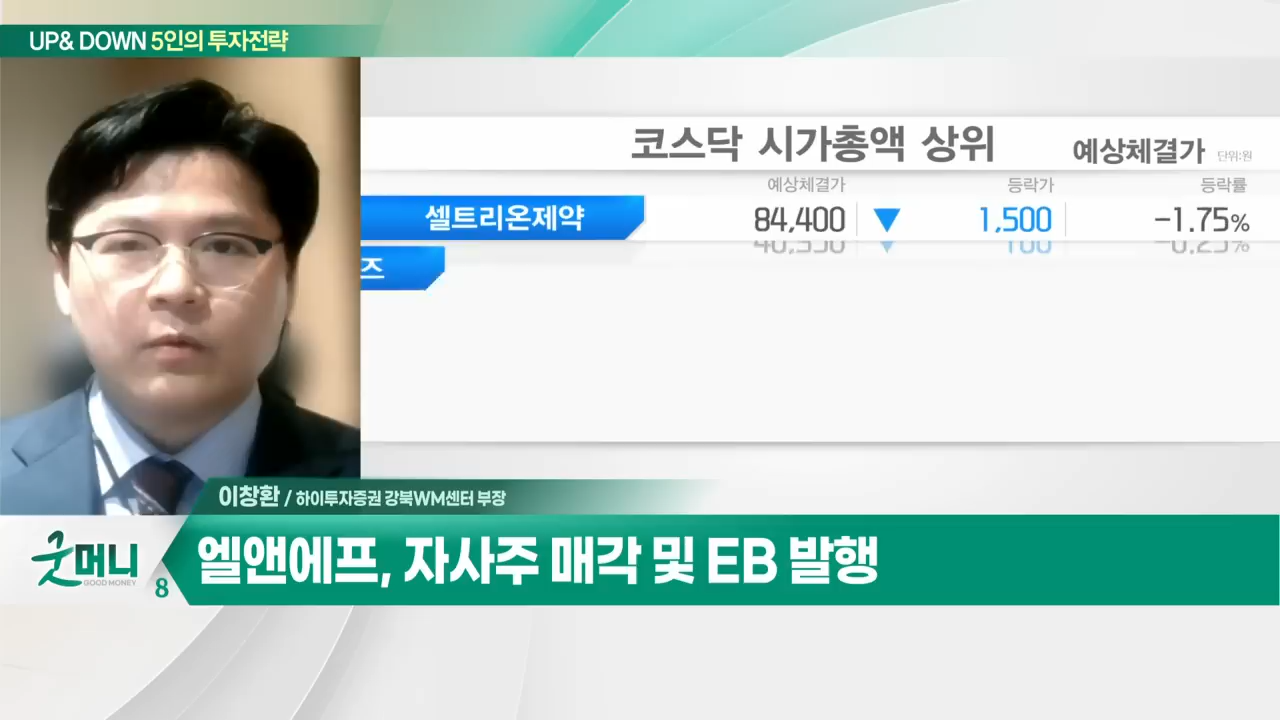 UP& DOWN 5인의 투자전략
코스닥 시가총액 상위 예상체결가 단위:원
예상체결가 등락가 등락률
셀트리온제약 84,400 ▼ 1,500 -1.75%
즈
이창환 / 하이투자증권 강북WM센터 부장
굿머니 GOOD MONEY 8
엘앤에프, 자사주 매각 및 EB 발행